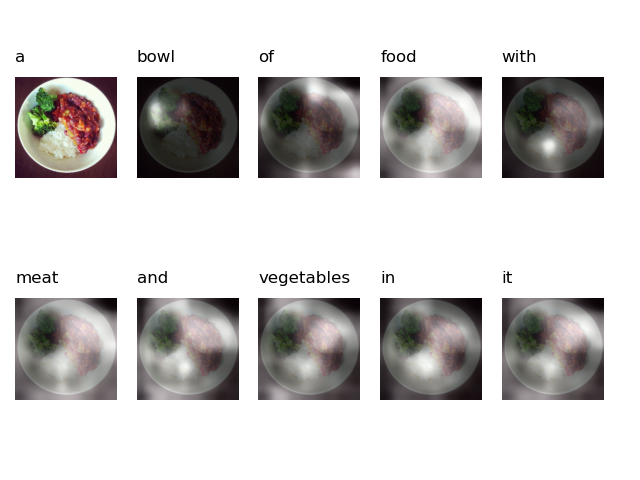 a bowl of food with
meat and vegetables in it